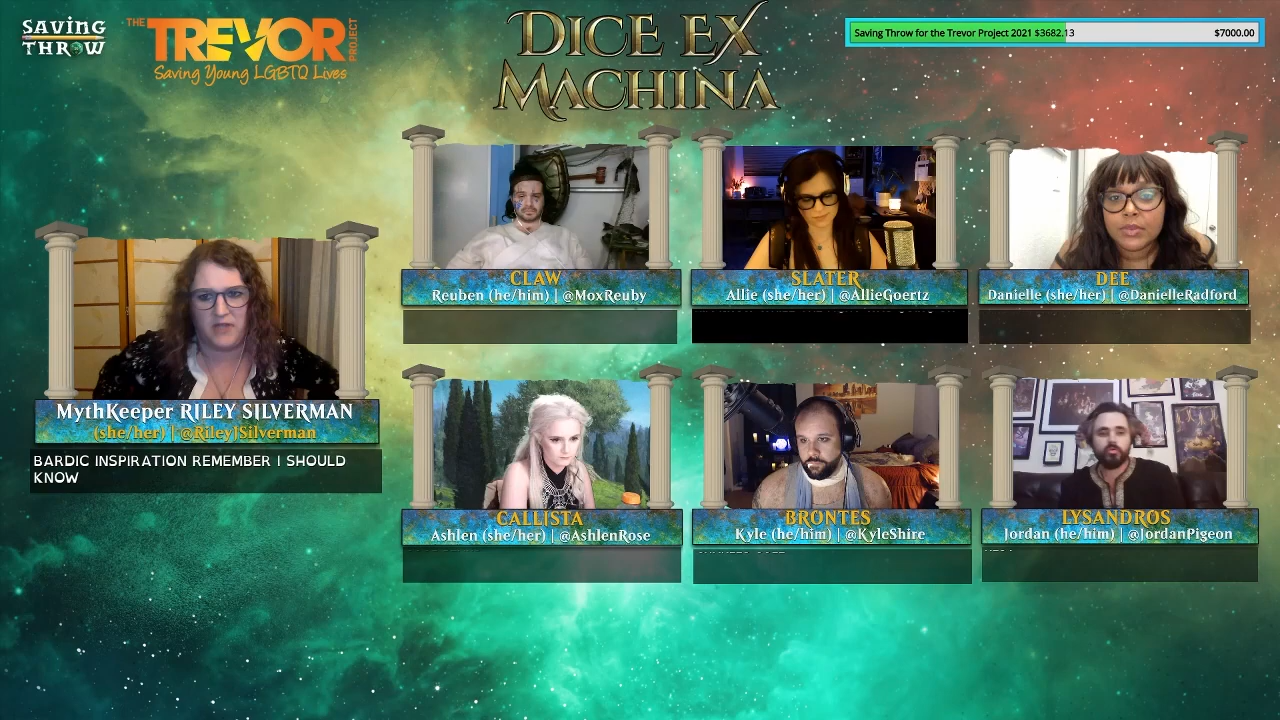 SAVING
THROW
THE
TREVOR
PROJECT
Saving Young LGBTQ Lives
DICE EX
MACHINA
Saving Throw for the Trevor Project 2021 $3682.13
$7000.00
CLAW
Reuben (he/him) | @MoxReuby
SLATER
Allie (she/her) | @AllieGoertz
DEE
Danielle (she/her) | @DanielleRadford
MythKeeper RILEY SILVERMAN
(she/her) | @RileyJSilverman
BARDIC INSPIRATION REMEMBER I SHOULD
KNOW
CALLISTA
Ashlen (she/her) | @AshlenRose
BRONTES
Kyle (he/him) | @KyleShire
LYSANDROS
Jordan (he/him) | @JordanPigeon